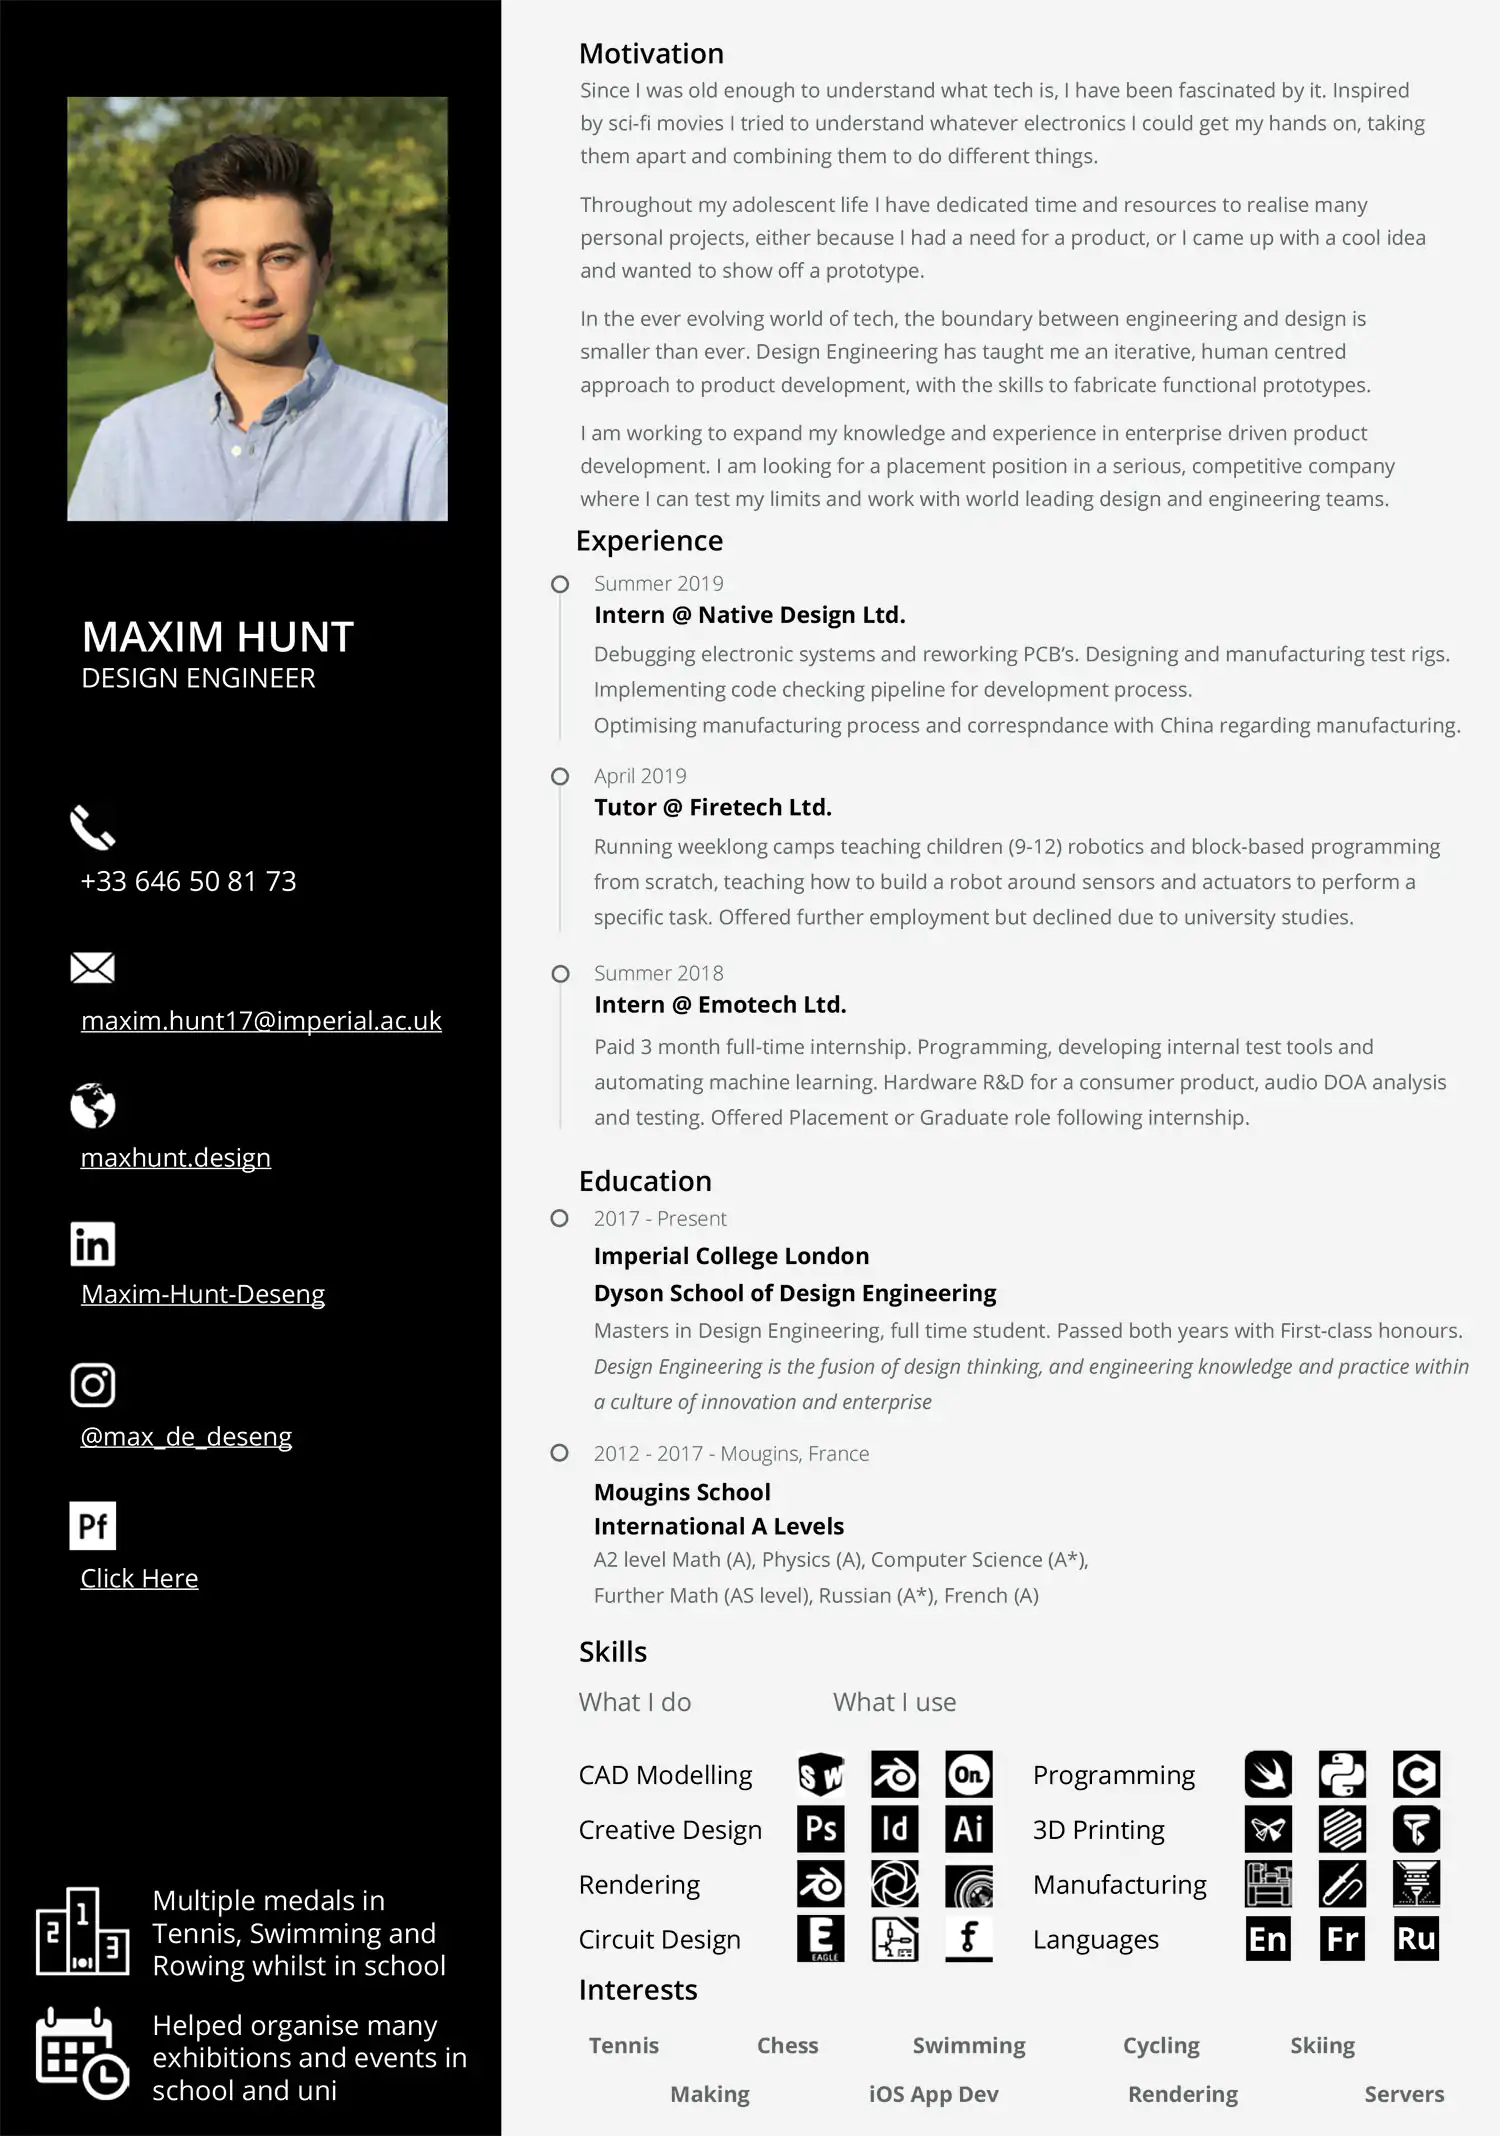 MAXIM HUNT
DESIGN ENGINEER
+33 646 50 81 73
maxim.hunt17@imperial.ac.uk
maxhunt.design
in
Maxim-Hunt-Deseng
@max_de_deseng
Pf
Click Here
2 1 3
Multiple medals in
Tennis, Swimming and
Rowing whilst in school
Helped organise many
exhibitions and events in
school and uni
Motivation
Since I was old enough to understand what tech is, I have been fascinated by it. Inspired
by sci-fi movies I tried to understand whatever electronics I could get my hands on, taking
them apart and combining them to do different things.
Throughout my adolescent life I have dedicated time and resources to realise many
personal projects, either because I had a need for a product, or I came up with a cool idea
and wanted to show off a prototype.
In the ever evolving world of tech, the boundary between engineering and design is
smaller than ever. Design Engineering has taught me an iterative, human centred
approach to product development, with the skills to fabricate functional prototypes.
I am working to expand my knowledge and experience in enterprise driven product
development. I am looking for a placement position in a serious, competitive company
where I can test my limits and work with world leading design and engineering teams.
Experience
Summer 2019
Intern @ Native Design Ltd.
Debugging electronic systems and reworking PCB's. Designing and manufacturing test rigs.
Implementing code checking pipeline for development process.
Optimising manufacturing process and correspndance with China regarding manufacturing.
April 2019
Tutor @ Firetech Ltd.
Running weeklong camps teaching children (9-12) robotics and block-based programming
from scratch, teaching how to build a robot around sensors and actuators to perform a
specific task. Offered further employment but declined due to university studies.
Summer 2018
Intern @ Emotech Ltd.
Paid 3 month full-time internship. Programming, developing internal test tools and
automating machine learning. Hardware R&D for a consumer product, audio DOA analysis
and testing. Offered Placement or Graduate role following internship.
Education
2017 - Present
Imperial College London
Dyson School of Design Engineering
Masters in Design Engineering, full time student. Passed both years with First-class honours.
Design Engineering is the fusion of design thinking, and engineering knowledge and practice within
a culture of innovation and enterprise
2012 - 2017 - Mougins, France
Mougins School
International A Levels
A2 level Math (A), Physics (A), Computer Science (A*),
Further Math (AS level), Russian (A*), French (A)
Skills
What I do What I use
CAD Modelling SW On Programming C
Creative Design Ps Id Ai 3D Printing
Rendering Manufacturing
Circuit Design E EAGLE f Languages En Fr Ru
Interests
Tennis Chess Swimming Cycling Skiing
Making iOS App Dev Rendering Servers